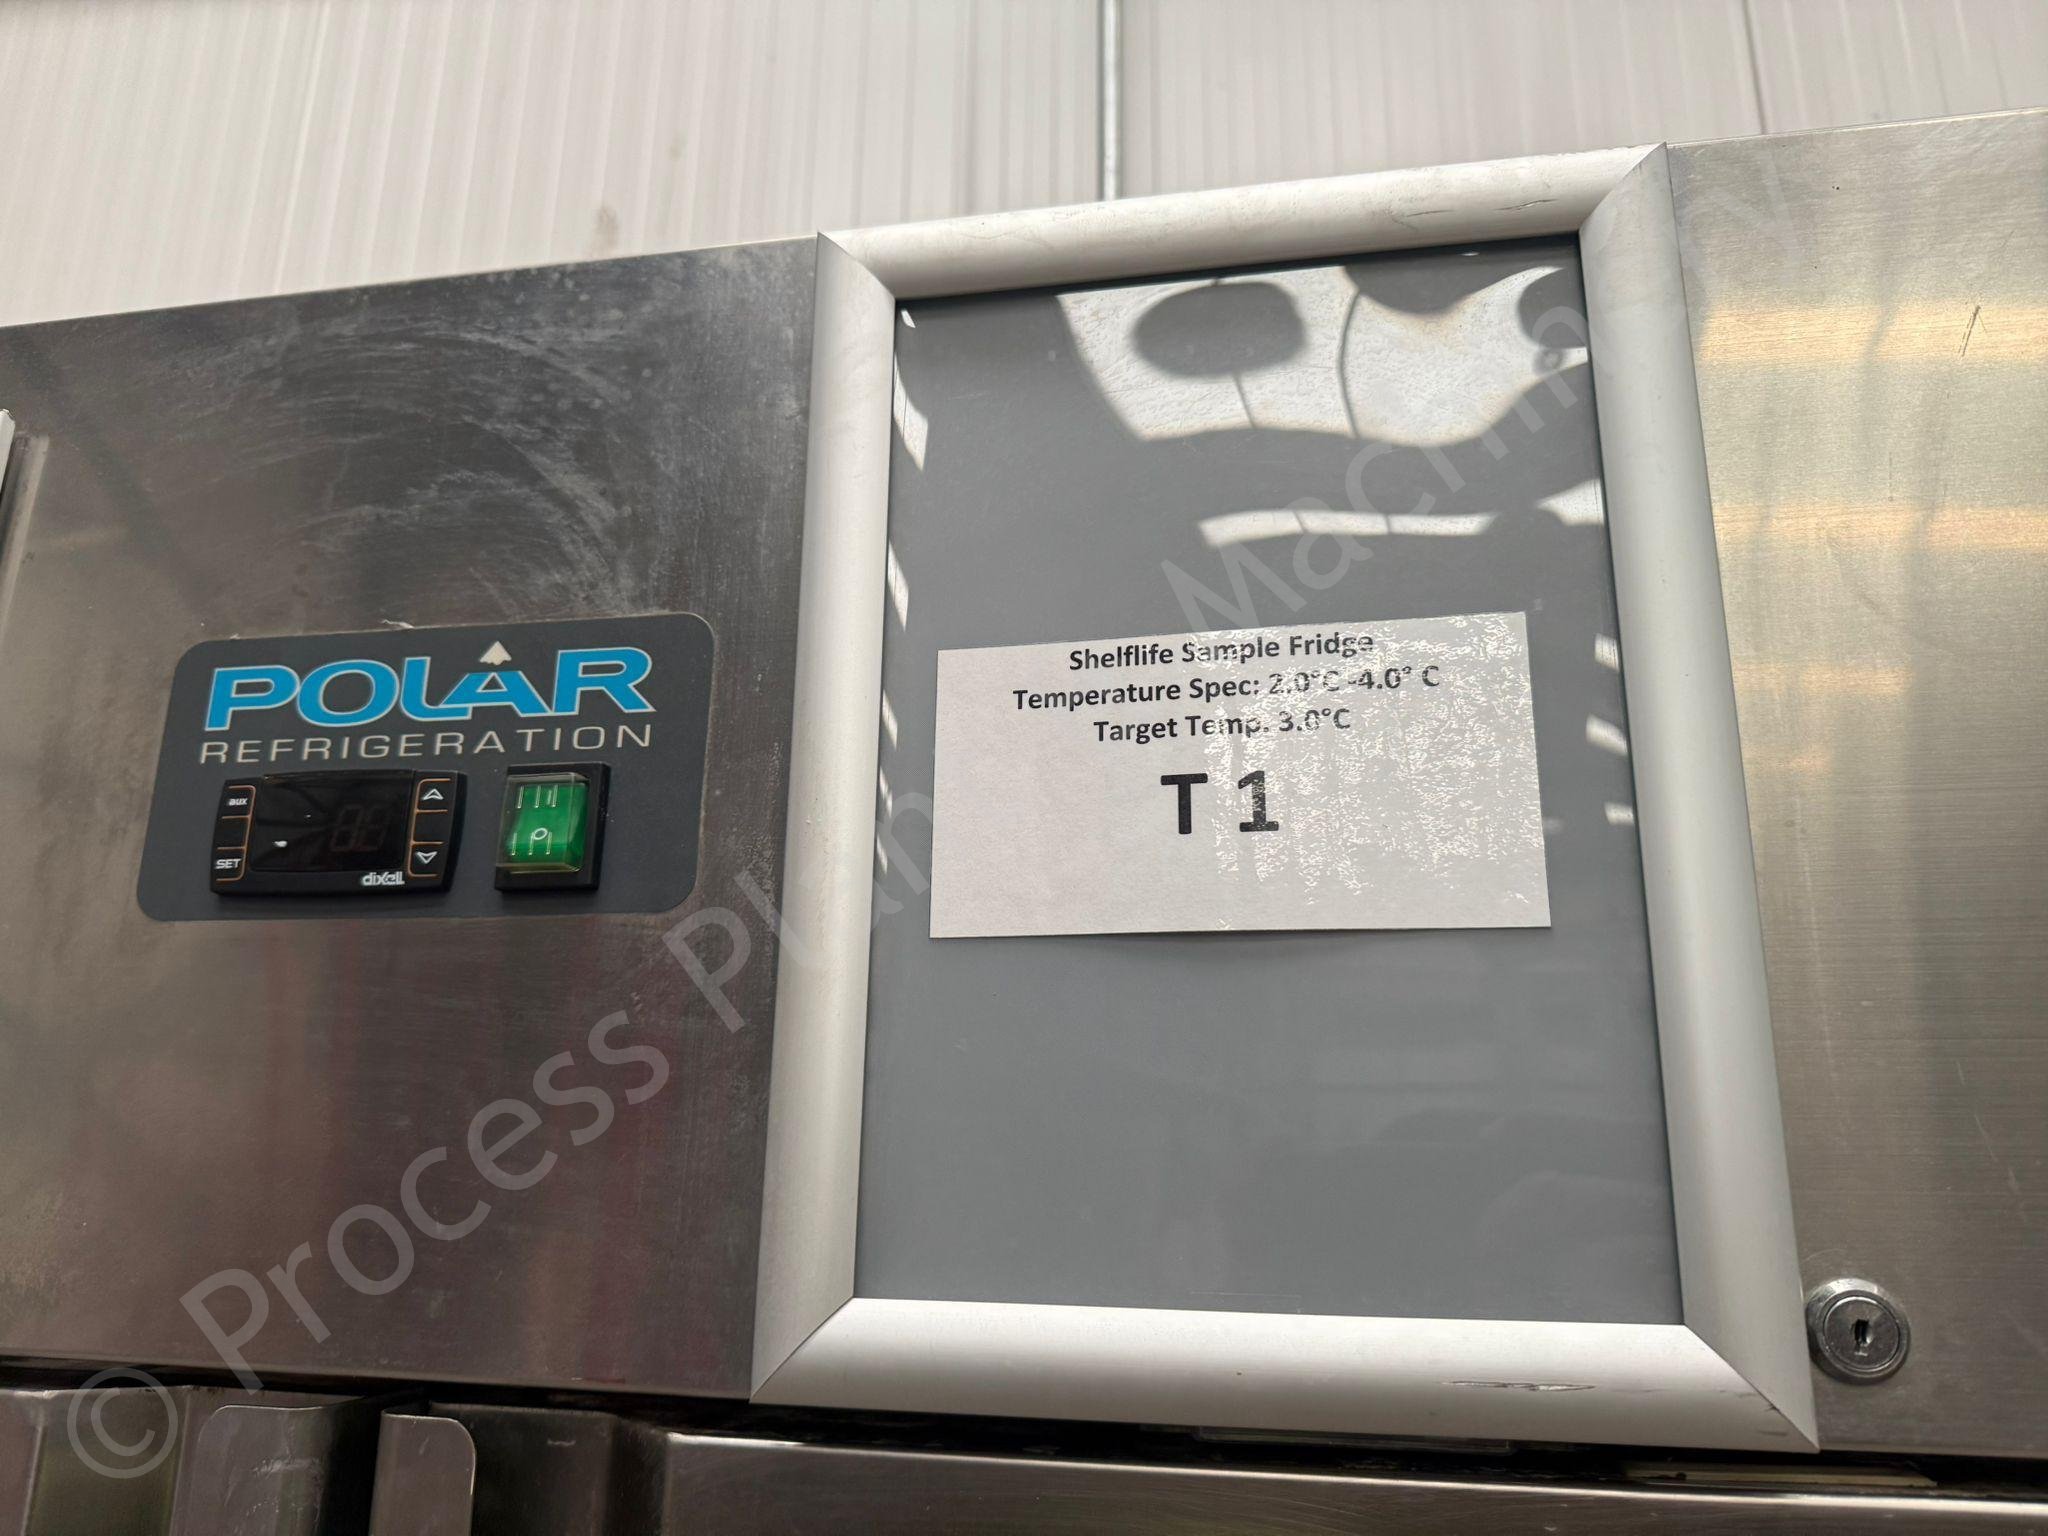 POLAR
REFRIGERATION
aux
SET
dixell
Shelflife Sample Fridge
Temperature Spec: 2.0°C -4.0° C
Target Temp. 3.0°C
T 1
© Process Plant Machinery